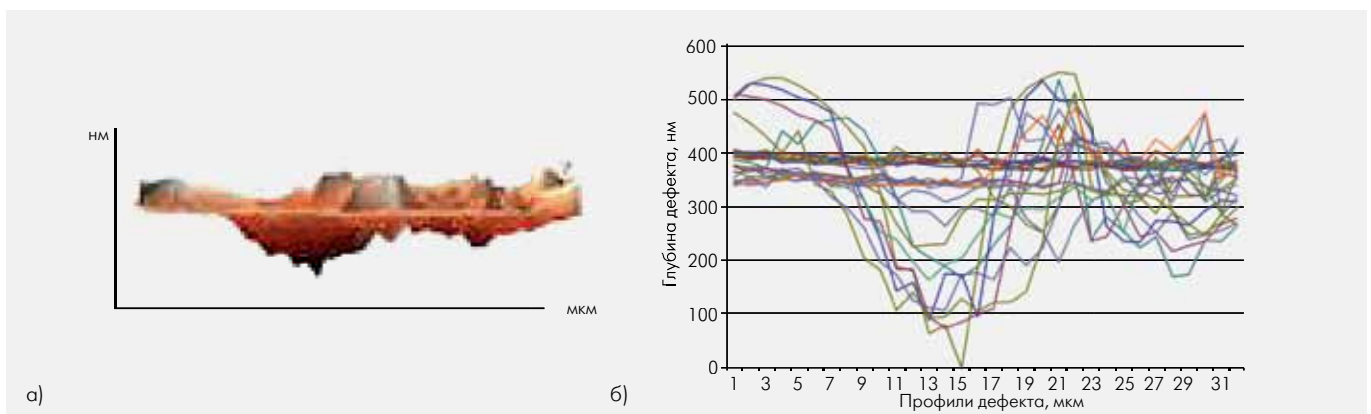 нм
мкм
а)
600
500
400
300
200
100
0
Глубина дефекта, нм
1 3 5 7 9 11 13 15 17 19 21 23 25 27 29 31
Профили дефекта, мкм
б)